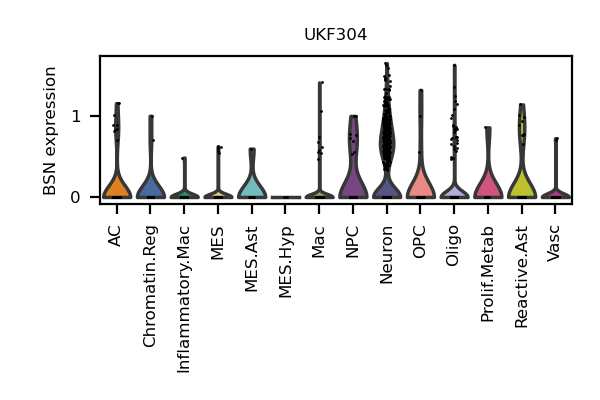 UKF304
BSN expression
1
0
AC
Chromatin.Reg
Inflammatory.Mac
MES
MES.Ast
MES.Hyp
Mac
NPC
Neuron
OPC
Oligo
Prolif.Metab
Reactive.Ast
Vasc